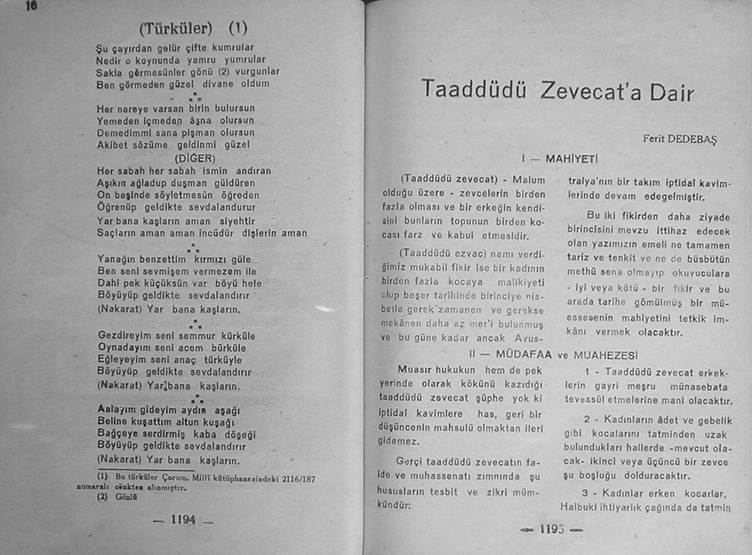 16
(Türküler) (1)
Şu çayırdan gelür çifte kumrular
Nedir o koynunda yamru yumrular
Sakla görmesünler gönü (2) vurgunlar
Ben görmeden güzel divane oldum
Her nereye varsan birin bulursun
Yemeden içmeden âşna olursun
Demedimmi sana pişman olursun
Akibet sözüme geldinmi güzel
(DİĞER)
Her sabah her sabah ismin andıran
Aşıkın ağladup duşman güldüren
On beşinde söyletmesün öğreden
Öğrenüp geldikte sevdalandurur
Yar bana kaşların aman siyehtir
Saçların aman aman incüdür dişlerin aman
Yanağın benzettim kırmızı güle
Ben seni sevmişem vermezem ile
Dahi pek küçüksün var böyü hele
Böyüyüp geldikte sevdalandırır
(Nakarat) Yar bana kaşların.
Gezdireyim seni semmur kürküle
Oynadayım seni acem bürküle
Eğleyeyim seni anaç türküyle
Böyüyüp geldikte sevdalandırır
(Nakarat) Yar bana kaşların.
Aalayım gideyim aydın aşağı
Beline kuşattım altun kuşağı
Bağçeye serdirmiş kaba döşeği
Böyüyüp geldikte sevdalandırır
(Nakarat) Yar bana kaşların.
(1) Bu türküler Çorum. Millî kütüphanesindeki 2116/187
numaralı cönkten alınmıştır.
(2) Gönlü
— 1194 —
Taaddüdü Zevecat'a Dair
Ferit DEDEBAŞ
I — MAHİYETİ
(Taaddüdü zevecat) - Malum
olduğu üzere - zevcelerin birden
fazla olması ve bir erkeğin kendi-
sini bunların topunun birden ko-
cası farz ve kabul etmesidir.
(Taaddüdü ezvac) namı verdi-
ğimiz mukabil fikir ise bir kadının
birden fazla kocaya malikiyeti
olup beşer tarihinde birinciye nis-
betle gerek zamanen ve gerekse
mekânen daha az mer'i bulunmuş
ve bu güne kadar ancak Avus-
tralya'nın bir takım iptidaî kavim-
lerinde devam edegelmiştir.
Bu iki fikirden daha ziyade
birincisini mevzu ittihaz edecek
olan yazımızın emeli ne tamamen
tariz ve tenkit ve ne de büsbütün
methü sena olmayıp okuyuculara
- iyi veya kötü - bir fikir ve bu
arada tarihe gömülmüş bir mü-
essesenin mahiyetini tetkik im-
kânı vermek olacaktır.
II — MÜDAFAA ve MUAHEZESİ
Muasır hukukun hem de pek
yerinde olarak kökünü kazıdığı
taaddüdü zevecat şüphe yok ki
iptidaî kavimlere has, geri bir
düşüncenin mahsulü olmaktan ileri
gidemez.
Gerçi taaddüdü zevecatın fa-
ide ve muhassenatı zımnında şu
hususların tesbit ve zikri müm-
kündür:
1 - Taaddüdü zevecat erkek-
lerin gayri meşru münasebata
tevessül etmelerine mani olacaktır.
2 - Kadınların âdet ve gebelik
gibi kocalarını tatminden uzak
bulundukları hallerde -mevcut ola-
cak- ikinci veya üçüncü bir zevce
şu boşluğu dolduracaktır.
3 - Kadınlar erken kocarlar,
Halbuki ihtiyarlık çağında da tatmin
— 1195 —